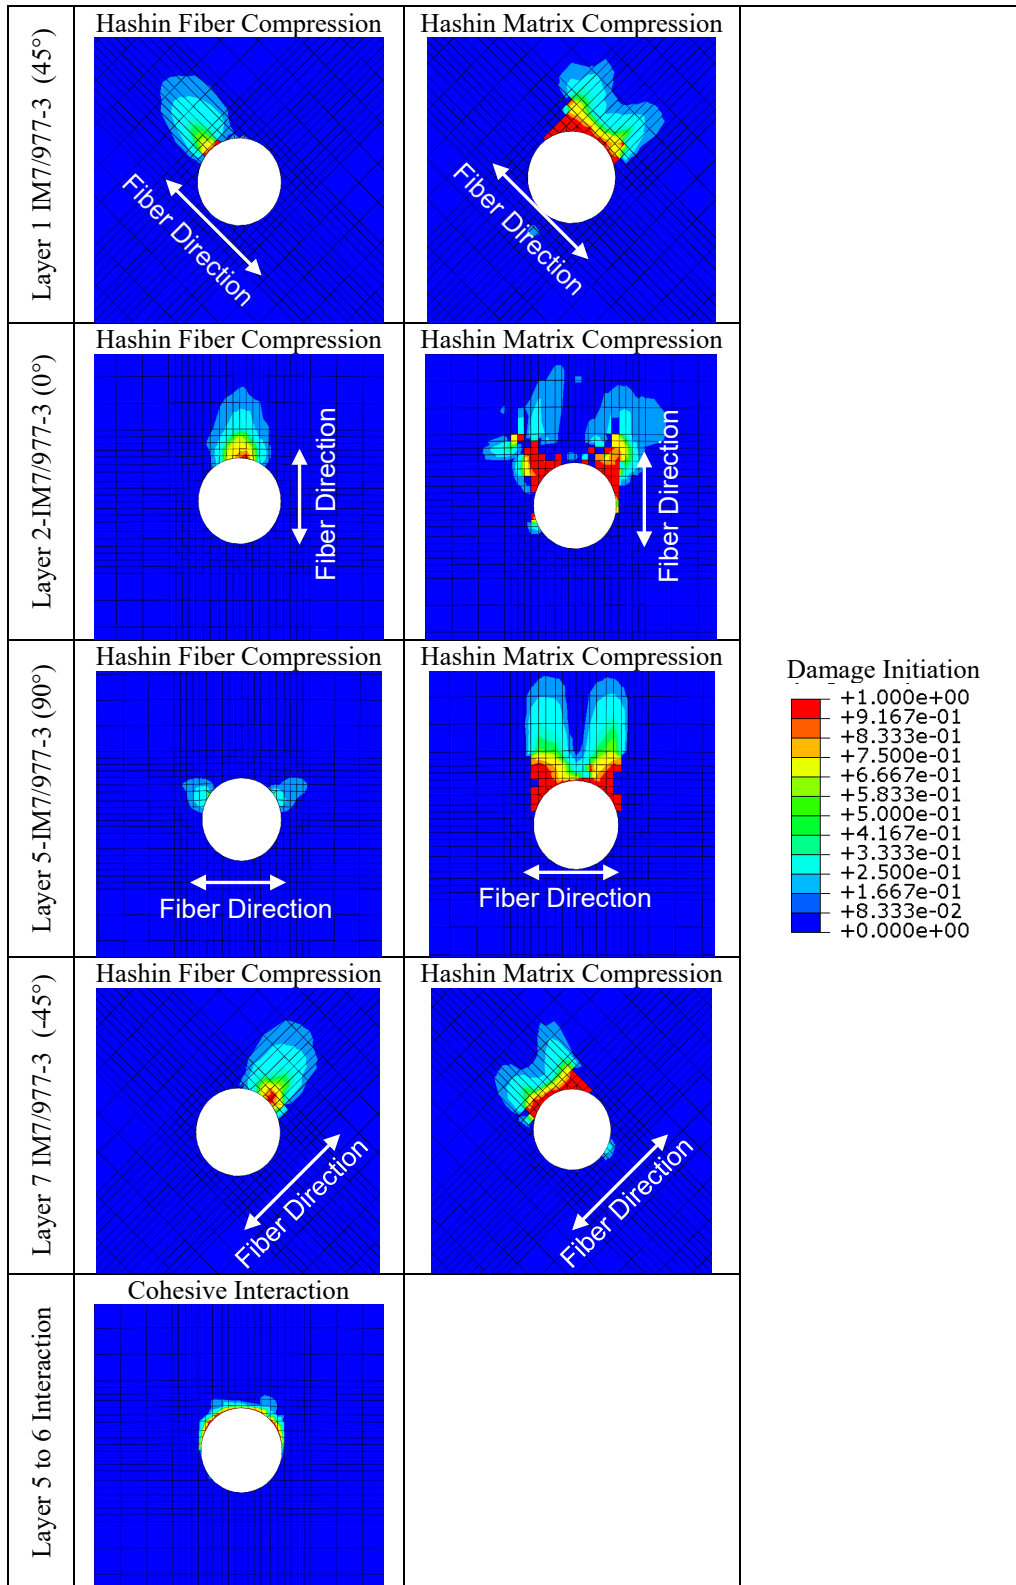 Layer 1 IM7/977-3 (45°)
Hashin Fiber Compression
Fiber Direction
Hashin Matrix Compression
Fiber Direction
Layer 2-IM7/977-3 (0°)
Hashin Fiber Compression
Fiber Direction
Hashin Matrix Compression
Fiber Direction
Layer 5-IM7/977-3 (90°)
Hashin Fiber Compression
Fiber Direction
Hashin Matrix Compression
Fiber Direction
Layer 7 IM7/977-3 (-45°)
Hashin Fiber Compression
Fiber Direction
Hashin Matrix Compression
Fiber Direction
Layer 5 to 6 Interaction
Cohesive Interaction
Damage Initiation
+1.000e+00
+9.167e-01
+8.333e-01
+7.500e-01
+6.667e-01
+5.833e-01
+5.000e-01
+4.167e-01
+3.333e-01
+2.500e-01
+1.667e-01
+8.333e-02
+0.000e+00